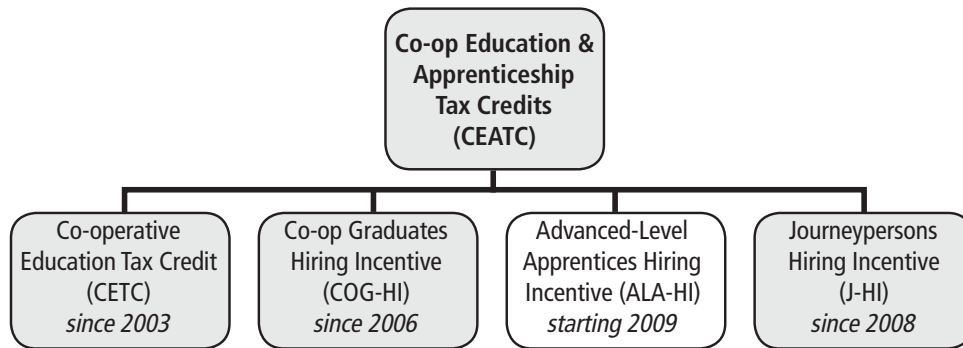 Co-op Education &
Apprenticeship
Tax Credits
(CEATC)
Co-operative
Education Tax Credit
(CETC)
since 2003
Co-op Graduates
Hiring Incentive
(COG-HI)
since 2006
Advanced-Level
Apprentices Hiring
Incentive (ALA-HI)
starting 2009
Journeypersons
Hiring Incentive
(J-HI)
since 2008